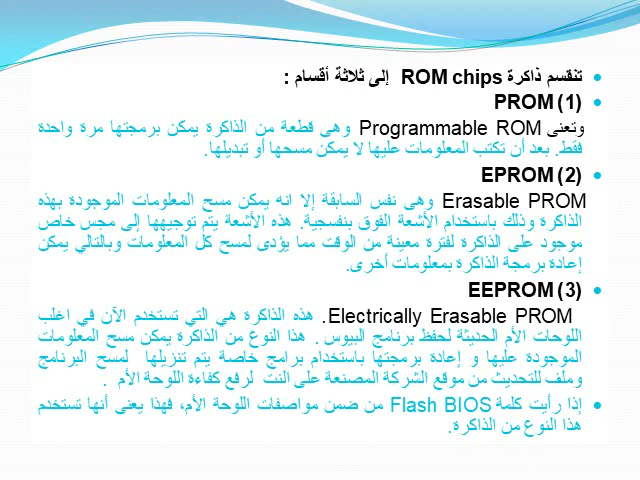 تنقسم ذاكرة ROM chips إلى ثلاثة أقسام :
PROM (1)
وتعنى Programmable ROM وهى قطعة من الذاكرة يمكن برمجتها مرة واحدة
فقط. بعد أن تكتب المعلومات عليها لا يمكن مسحها أو تبديلها.
EPROM (2)
Erasable PROM وهى نفس السابقة إلا انه يمكن مسح المعلومات الموجودة بهذه
الذاكرة وذلك باستخدام الأشعة الفوق بنفسجية. هذه الأشعة يتم توجيهها إلى مجس خاص
موجود على الذاكرة لفترة معينة من الوقت مما يؤدى لمسح كل المعلومات وبالتالي يمكن
إعادة برمجة الذاكرة بمعلومات أخرى.
EEPROM (3)
Electrically Erasable PROM. هذه الذاكرة هي التي تستخدم الآن في اغلب
اللوحات الأم الحديثة لحفظ برنامج البيوس . هذا النوع من الذاكرة يمكن مسح المعلومات
الموجودة عليها و إعادة برمجتها باستخدام برامج خاصة يتم تنزيلها لمسح البرنامج
وملف للتحديث من موقع الشركة المصنعة على النت لرفع كفاءة اللوحة الأم .
إذا رأيت كلمة Flash BIOS من ضمن مواصفات اللوحة الأم، فهذا يعنى أنها تستخدم
هذا النوع من الذاكرة.